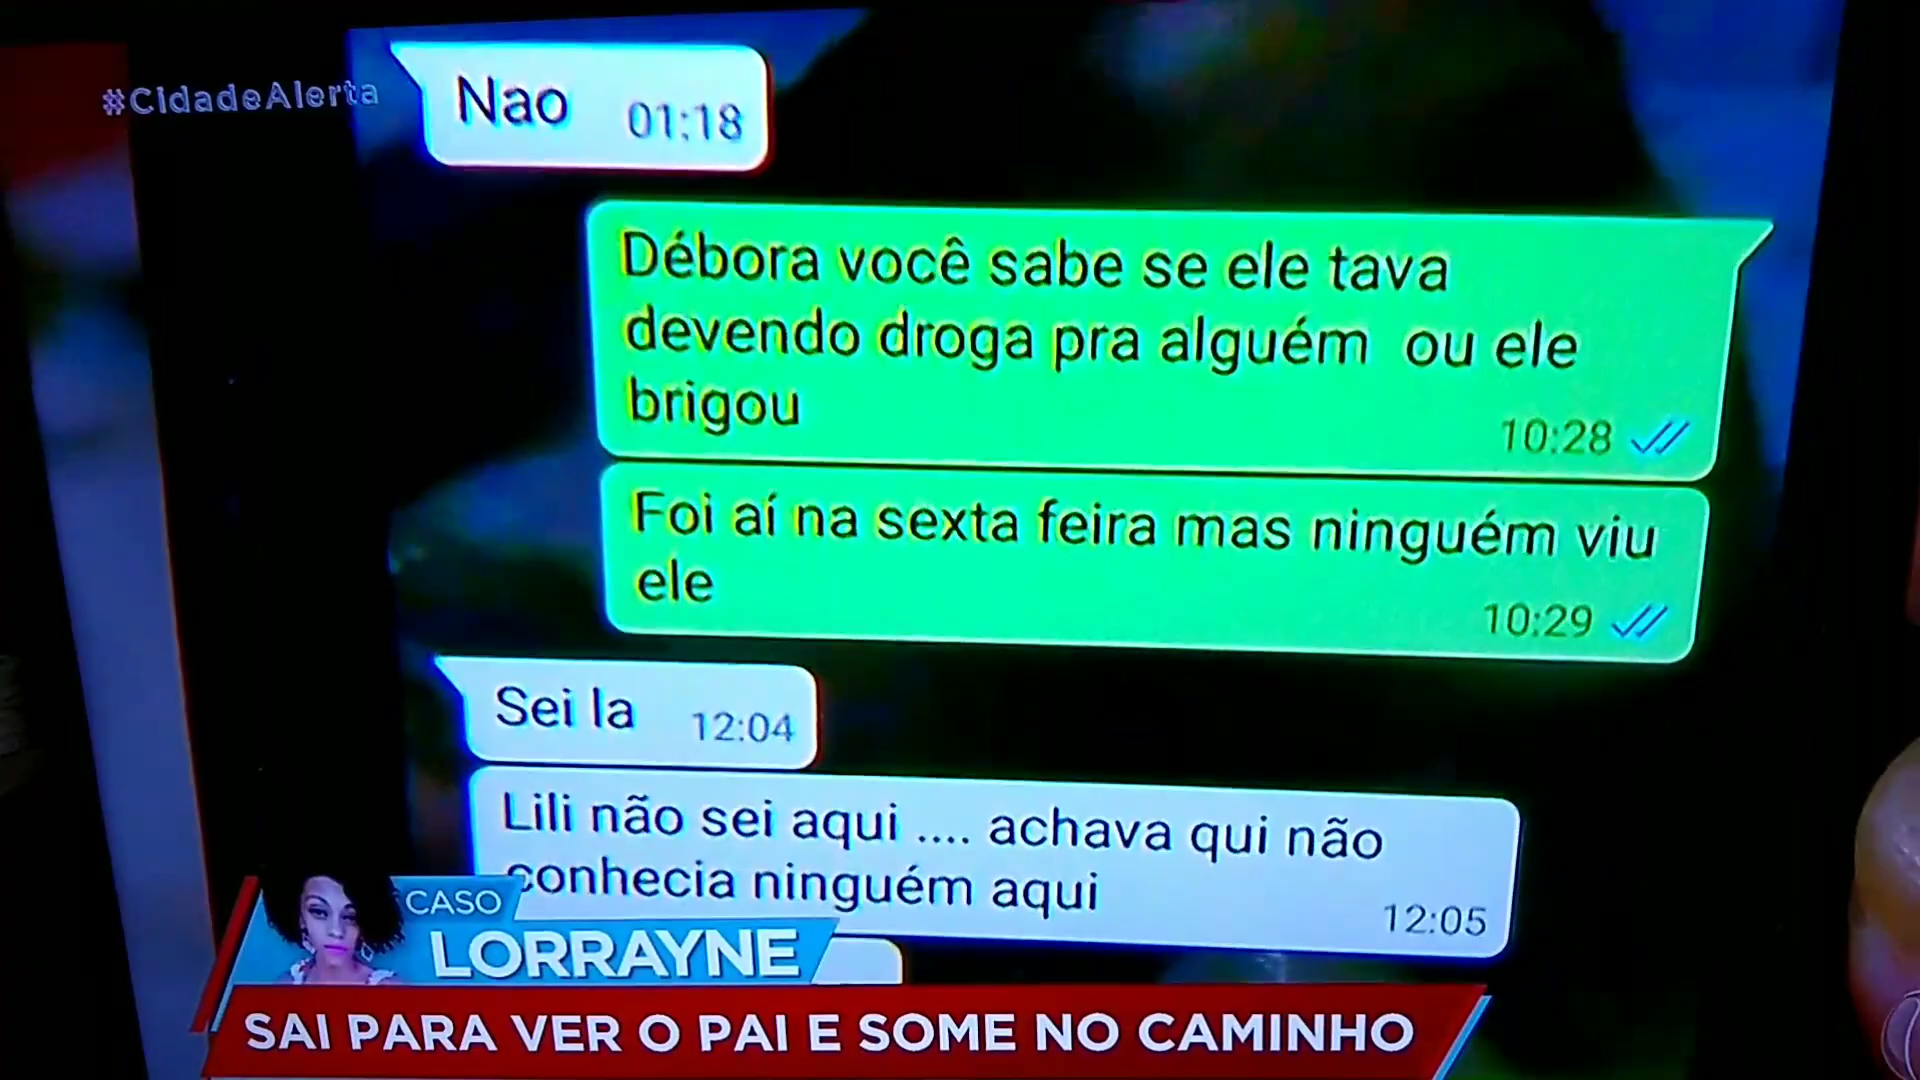 #CidadeAlerta
Nao 01:18
Débora você sabe se ele tava
devendo droga pra alguém ou ele
brigou
10:28
Foi aí na sexta feira mas ninguém viu
ele
10:29
Sei la 12:04
Lili não sei aqui .... achava qui não
conhecia ninguém aqui
12:05
CASO
LORRAYNE
SAI PARA VER O PAI E SOME NO CAMINHO